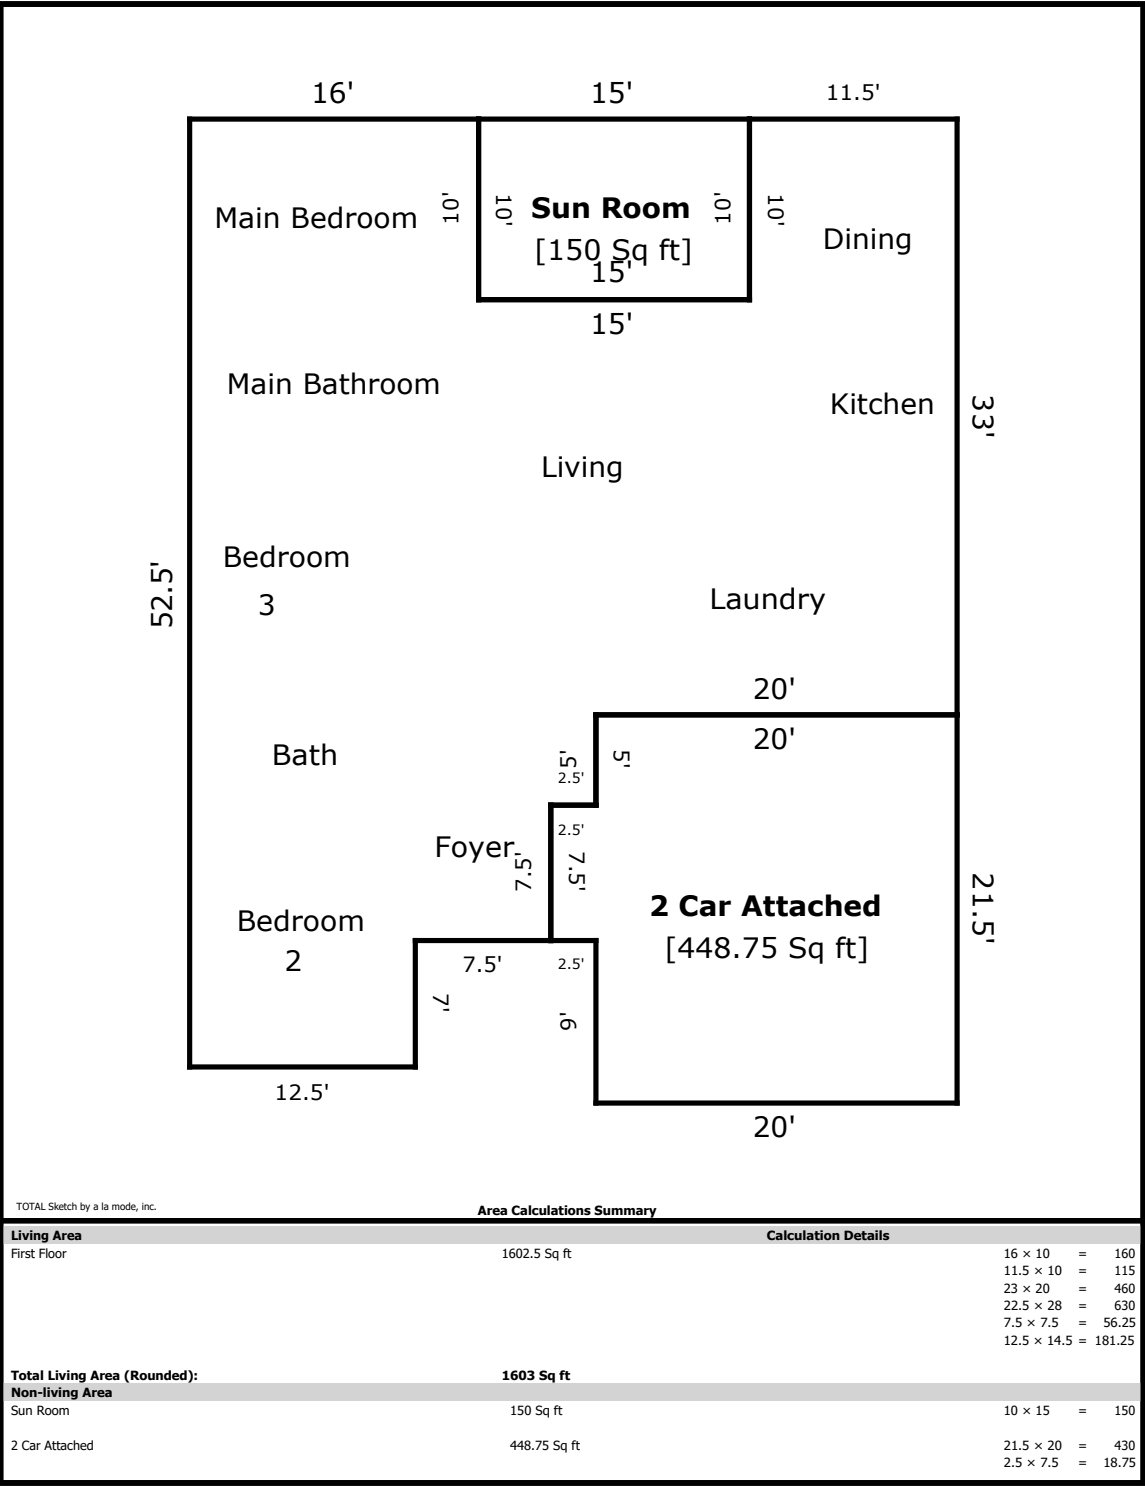 16'
15'
11.5'
10'
10'
Sun Room
10'
10'
Main Bedroom
Dining
[150 Sq ft]
15'
15'
Main Bathroom
Kitchen
33'
Living
Bedroom
3
52.5'
Laundry
20'
20'
Bath
5'
5'
2.5'
2.5'
Foyer
7.5'
7.5'
2 Car Attached
[448.75 Sq ft]
21.5'
Bedroom
2
7.5'
2.5'
7'
9'
12.5'
20'
TOTAL Sketch by a la mode, inc.
Area Calculations Summary
Living Area Calculation Details
First Floor 1602.5 Sq ft 16 × 10 = 160
11.5 × 10 = 115
23 × 20 = 460
22.5 × 28 = 630
7.5 × 7.5 = 56.25
12.5 × 14.5 = 181.25
Total Living Area (Rounded): 1603 Sq ft
Non-living Area
Sun Room 150 Sq ft 10 × 15 = 150
2 Car Attached 448.75 Sq ft 21.5 × 20 = 430
2.5 × 7.5 = 18.75